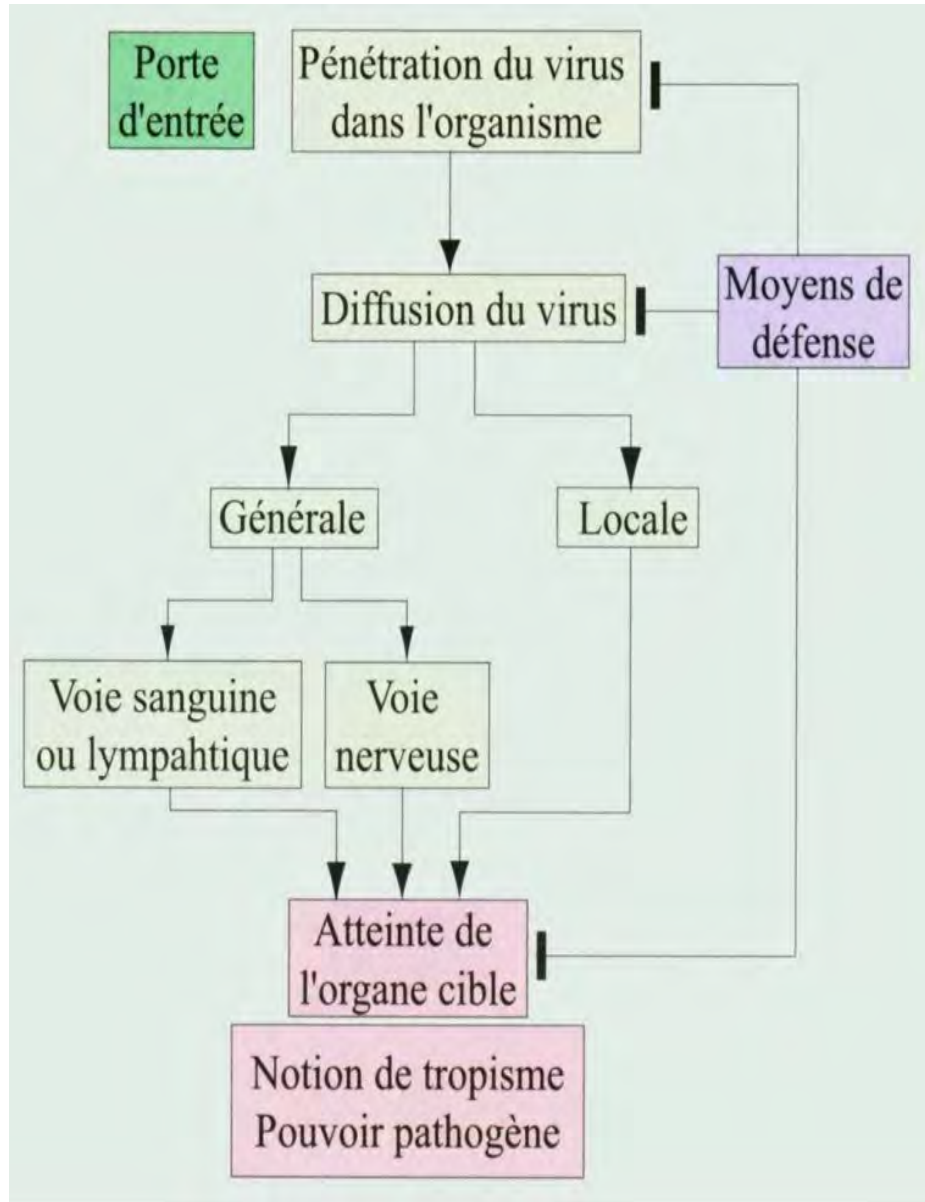 Porte
d'entrée
Pénétration du virus
dans l'organisme
Moyens de
défense
Diffusion du virus
Générale
Locale
Voie sanguine
ou lympahtique
Voie
nerveuse
Atteinte de
l'organe cible
Notion de tropisme
Pouvoir pathogène